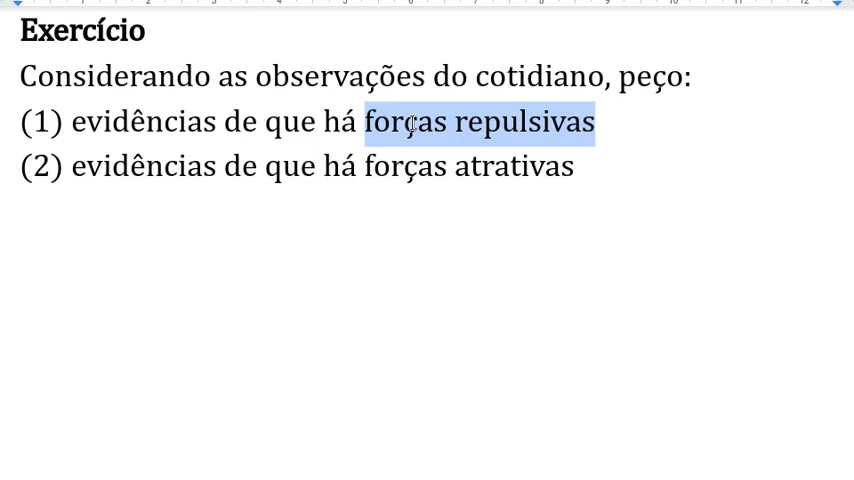 Exercício
Considerando as observações do cotidiano, peço:
(1) evidências de que há forças repulsivas
(2) evidências de que há forças atrativas